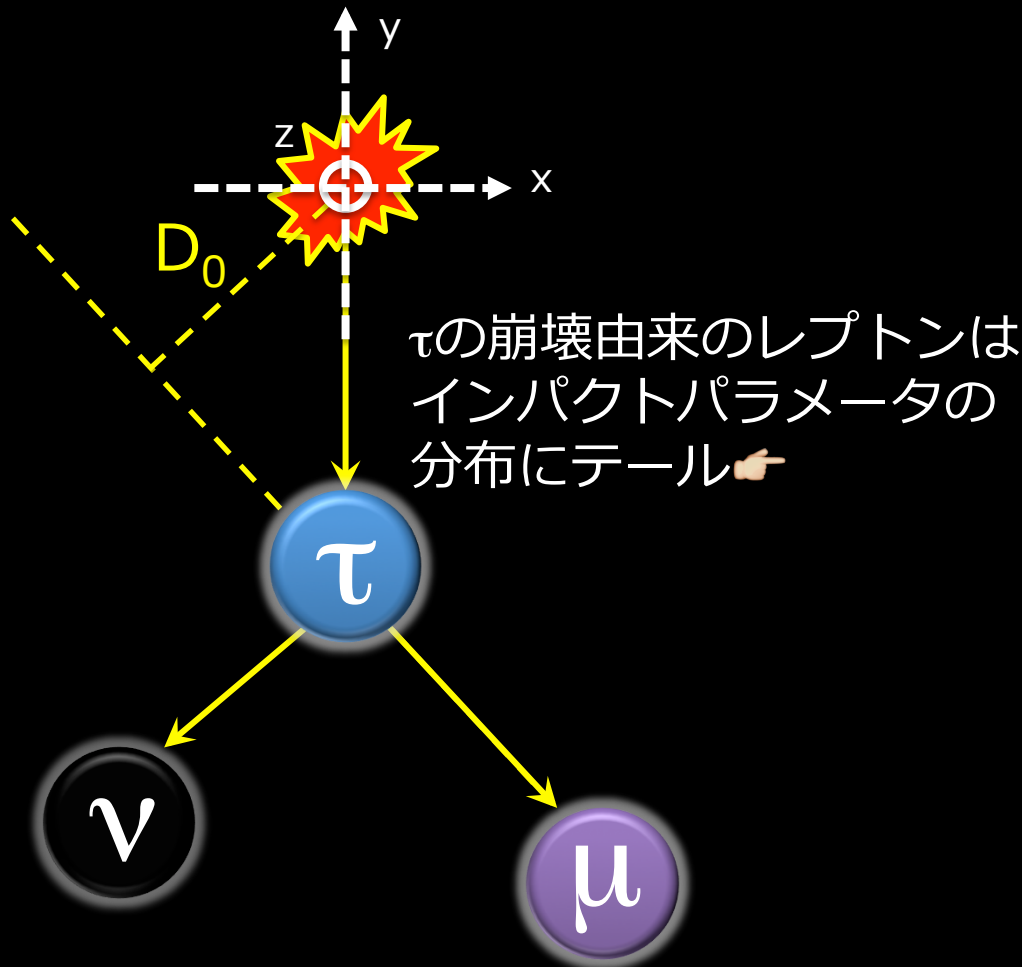 y
z
x
D₀
τの崩壊由来のレプトンは
インパクトパラメータの
分布にテール👉
τ
ν
μ